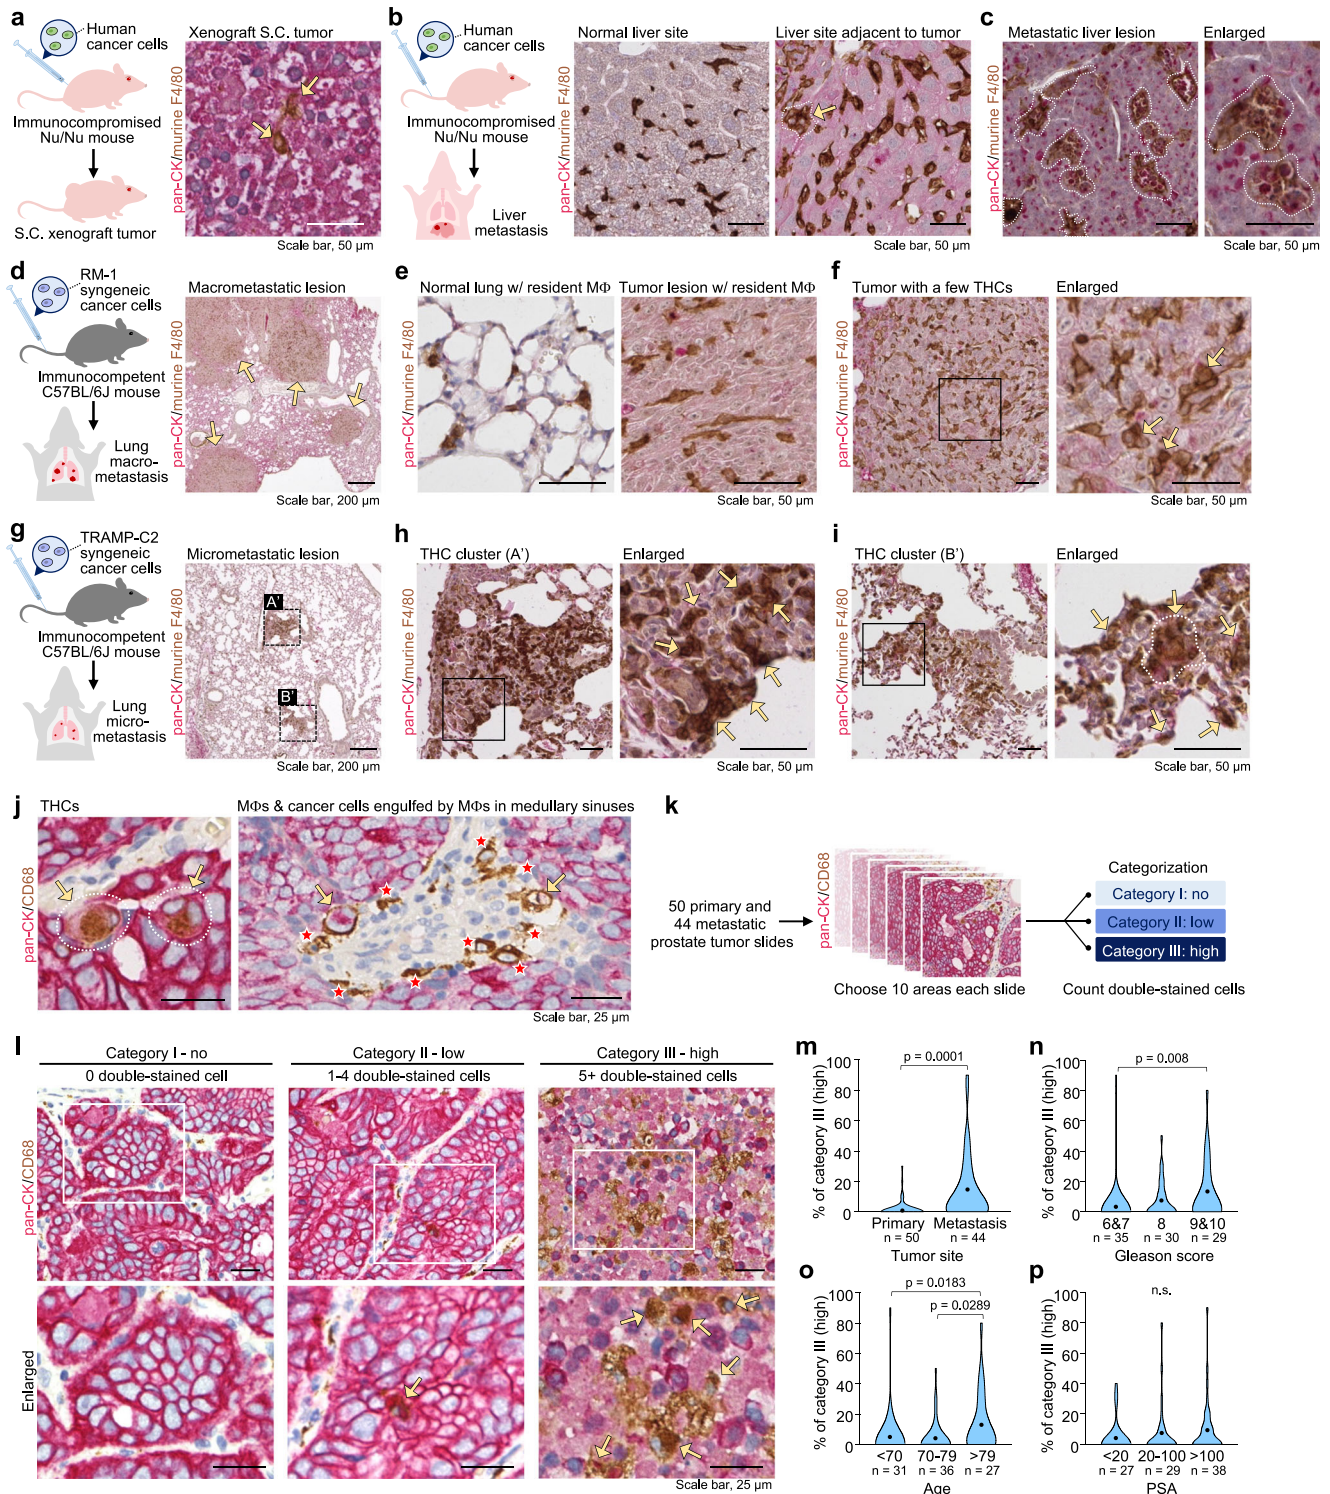 a
Human
cancer cells
Immunocompromised
Nu/Nu mouse
S.C. xenograft tumor
Xenograft S.C. tumor
pan-CK/murine F4/80
Scale bar, 50 µm
b
Human
cancer cells
Immunocompromised
Nu/Nu mouse
Liver
metastasis
Normal liver site
Liver site adjacent to tumor
pan-CK/murine F4/80
Scale bar, 50 µm
c
Metastatic liver lesion
Enlarged
pan-CK/murine F4/80
Scale bar, 50 µm
d
RM-1
syngeneic
cancer cells
Immunocompetent
C57BL/6J mouse
Lung
macro-
metastasis
Macrometastatic lesion
pan-CK/murine F4/80
Scale bar, 200 µm
e
Normal lung w/ resident MΦ
Tumor lesion w/ resident MΦ
pan-CK/murine F4/80
Scale bar, 50 µm
f
Tumor with a few THCs
Enlarged
pan-CK/murine F4/80
Scale bar, 50 µm
g
TRAMP-C2
syngeneic
cancer cells
Immunocompetent
C57BL/6J mouse
Lung
micro-
metastasis
Micrometastatic lesion
A'
B'
pan-CK/murine F4/80
Scale bar, 200 µm
h
THC cluster (A')
Enlarged
pan-CK/murine F4/80
Scale bar, 50 µm
i
THC cluster (B')
Enlarged
pan-CK/murine F4/80
Scale bar, 50 µm
j
THCs
MΦs & cancer cells engulfed by MΦs in medullary sinuses
pan-CK/CD68
Scale bar, 25 µm
k
50 primary and
44 metastatic
prostate tumor slides
pan-CK/CD68
Choose 10 areas each slide
Categorization
Category I: no
Category II: low
Category III: high
Count double-stained cells
l
Category I - no
0 double-stained cell
Category II - low
1-4 double-stained cells
Category III - high
5+ double-stained cells
pan-CK/CD68
Enlarged
Scale bar, 25 µm
m
p = 0.0001
% of category III (high)
100
80
60
40
20
0
Primary
n = 50
Metastasis
n = 44
Tumor site
n
p = 0.008
% of category III (high)
100
80
60
40
20
0
6&7
n = 35
8
n = 30
9&10
n = 29
Gleason score
o
p = 0.0183
p = 0.0289
% of category III (high)
100
80
60
40
20
0
<70
n = 31
70-79
n = 36
>79
n = 27
Age
p
n.s.
% of category III (high)
100
80
60
40
20
0
<20
n = 27
20-100
n = 29
>100
n = 38
PSA